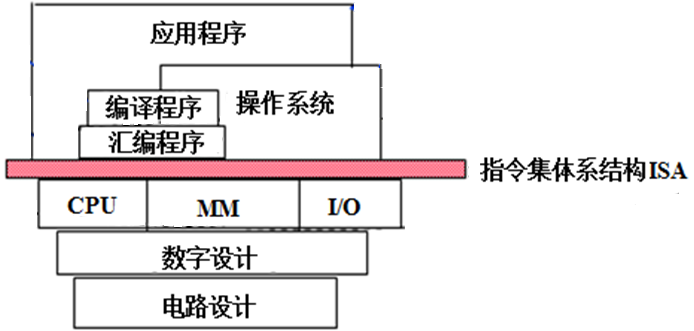 应用程序
操作系统
编译程序
汇编程序
指令集体系结构ISA
CPU MM I/O
数字设计
电路设计